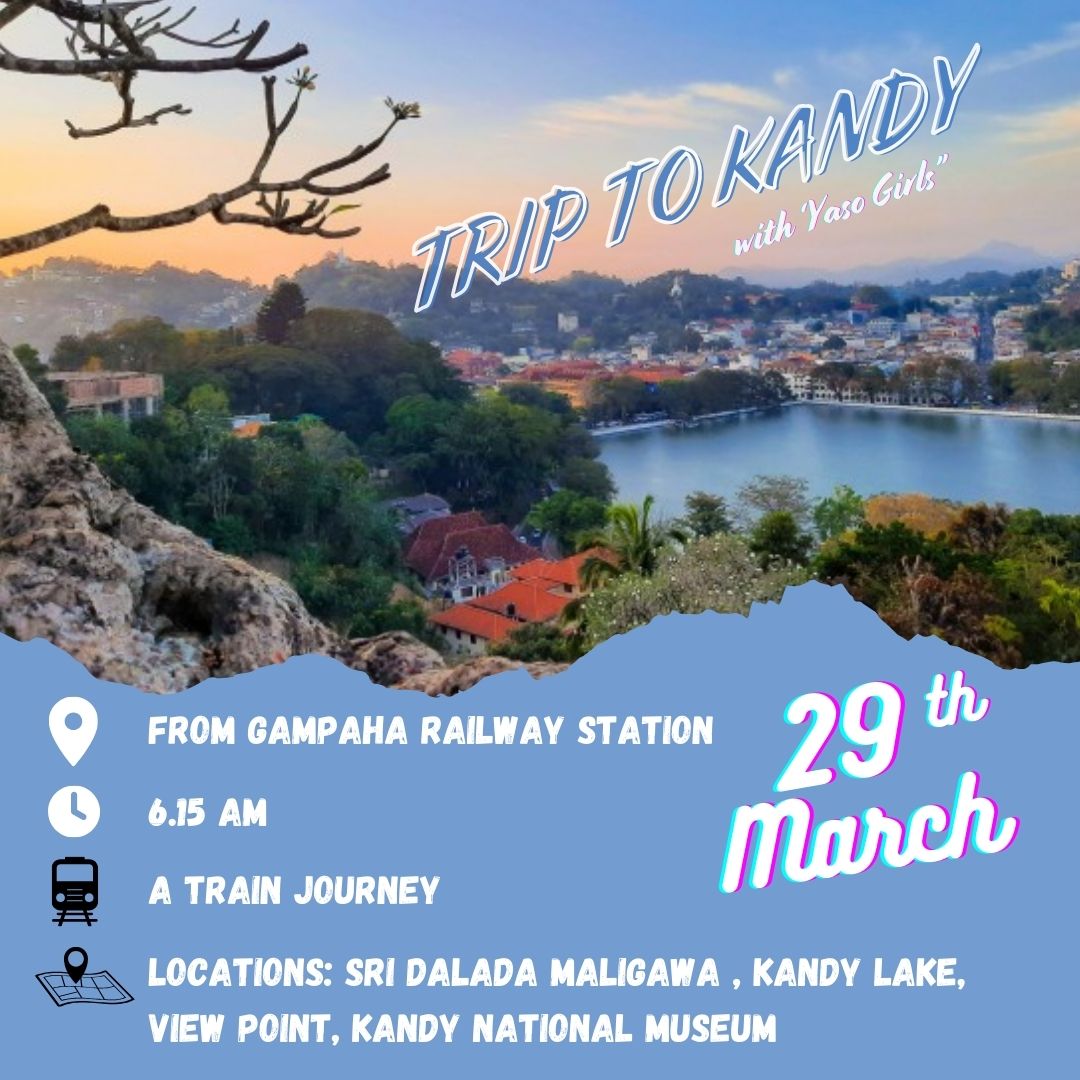 TRIP TO KANDY
with 'Yaso Girls"
FROM GAMPAHA RAILWAY STATION
29 th
March
6.15 AM
A TRAIN JOURNEY
LOCATIONS: SRI DALADA MALIGAWA , KANDY LAKE,
VIEW POINT, KANDY NATIONAL MUSEUM